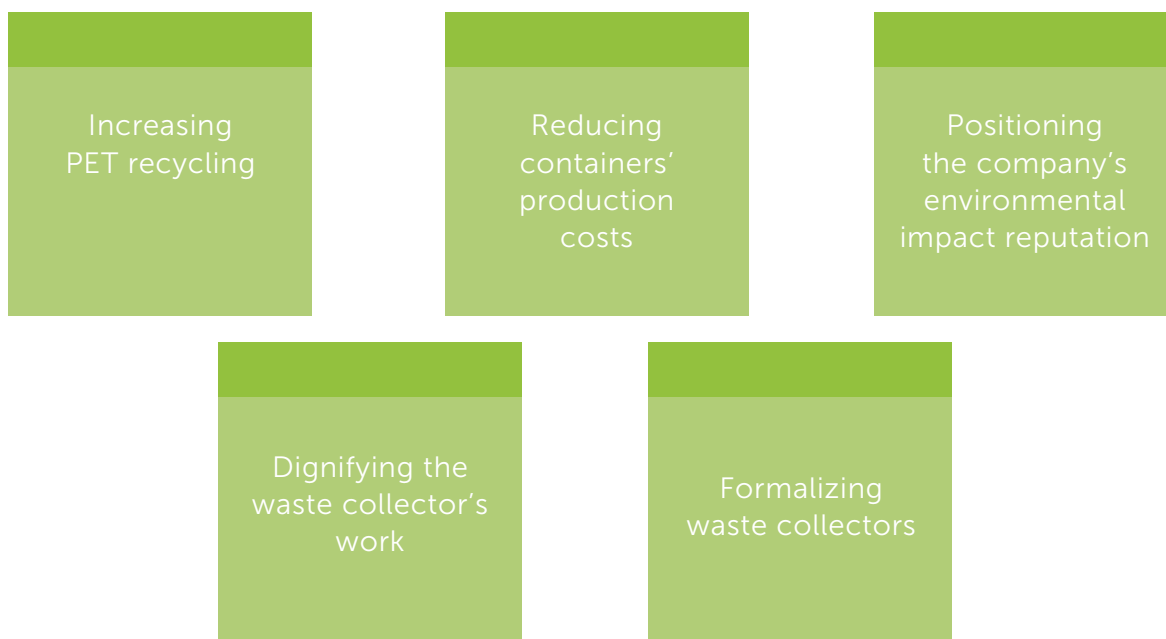 Increasing
PET recycling
Reducing
containers’
production
costs
Positioning
the company’s
environmental
impact reputation
Dignifying the
waste collector’s
work
Formalizing
waste collectors